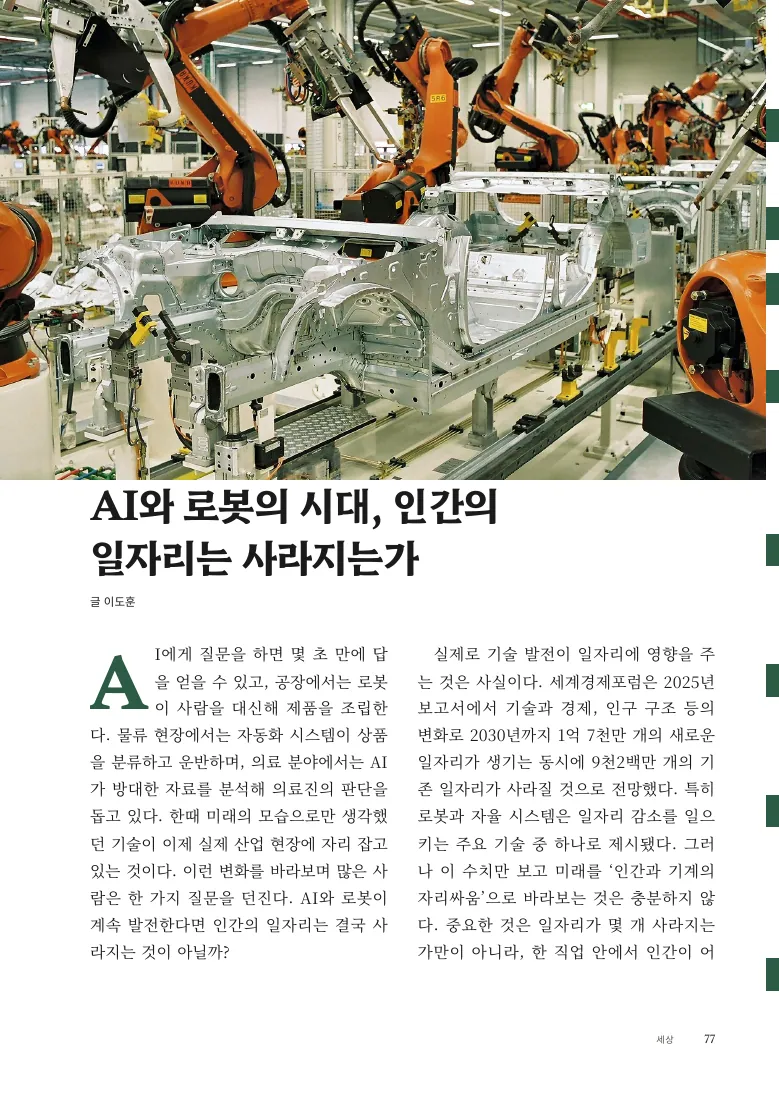 AI와 로봇의 시대, 인간의
일자리는 사라지는가
글 이도훈
AI에게 질문을 하면 몇 초 만에 답
을 얻을 수 있고, 공장에서는 로봇
이 사람을 대신해 제품을 조립한
다. 물류 현장에서는 자동화 시스템이 상품
을 분류하고 운반하며, 의료 분야에서는 AI
가 방대한 자료를 분석해 의료진의 판단을
돕고 있다. 한때 미래의 모습으로만 생각했
던 기술이 이제 실제 산업 현장에 자리 잡고
있는 것이다. 이런 변화를 바라보며 많은 사
람은 한 가지 질문을 던진다. AI와 로봇이
계속 발전한다면 인간의 일자리는 결국 사
라지는 것이 아닐까?
실제로 기술 발전이 일자리에 영향을 주
는 것은 사실이다. 세계경제포럼은 2025년
보고서에서 기술과 경제, 인구 구조 등의
변화로 2030년까지 1억 7천만 개의 새로운
일자리가 생기는 동시에 9천2백만 개의 기
존 일자리가 사라질 것으로 전망했다. 특히
로봇과 자율 시스템은 일자리 감소를 일으
키는 주요 기술 중 하나로 제시됐다. 그러
나 이 수치만 보고 미래를 ‘인간과 기계의
자리싸움’으로 바라보는 것은 충분하지 않
다. 중요한 것은 일자리가 몇 개 사라지는
가만이 아니라, 한 직업 안에서 인간이 어
세상 77